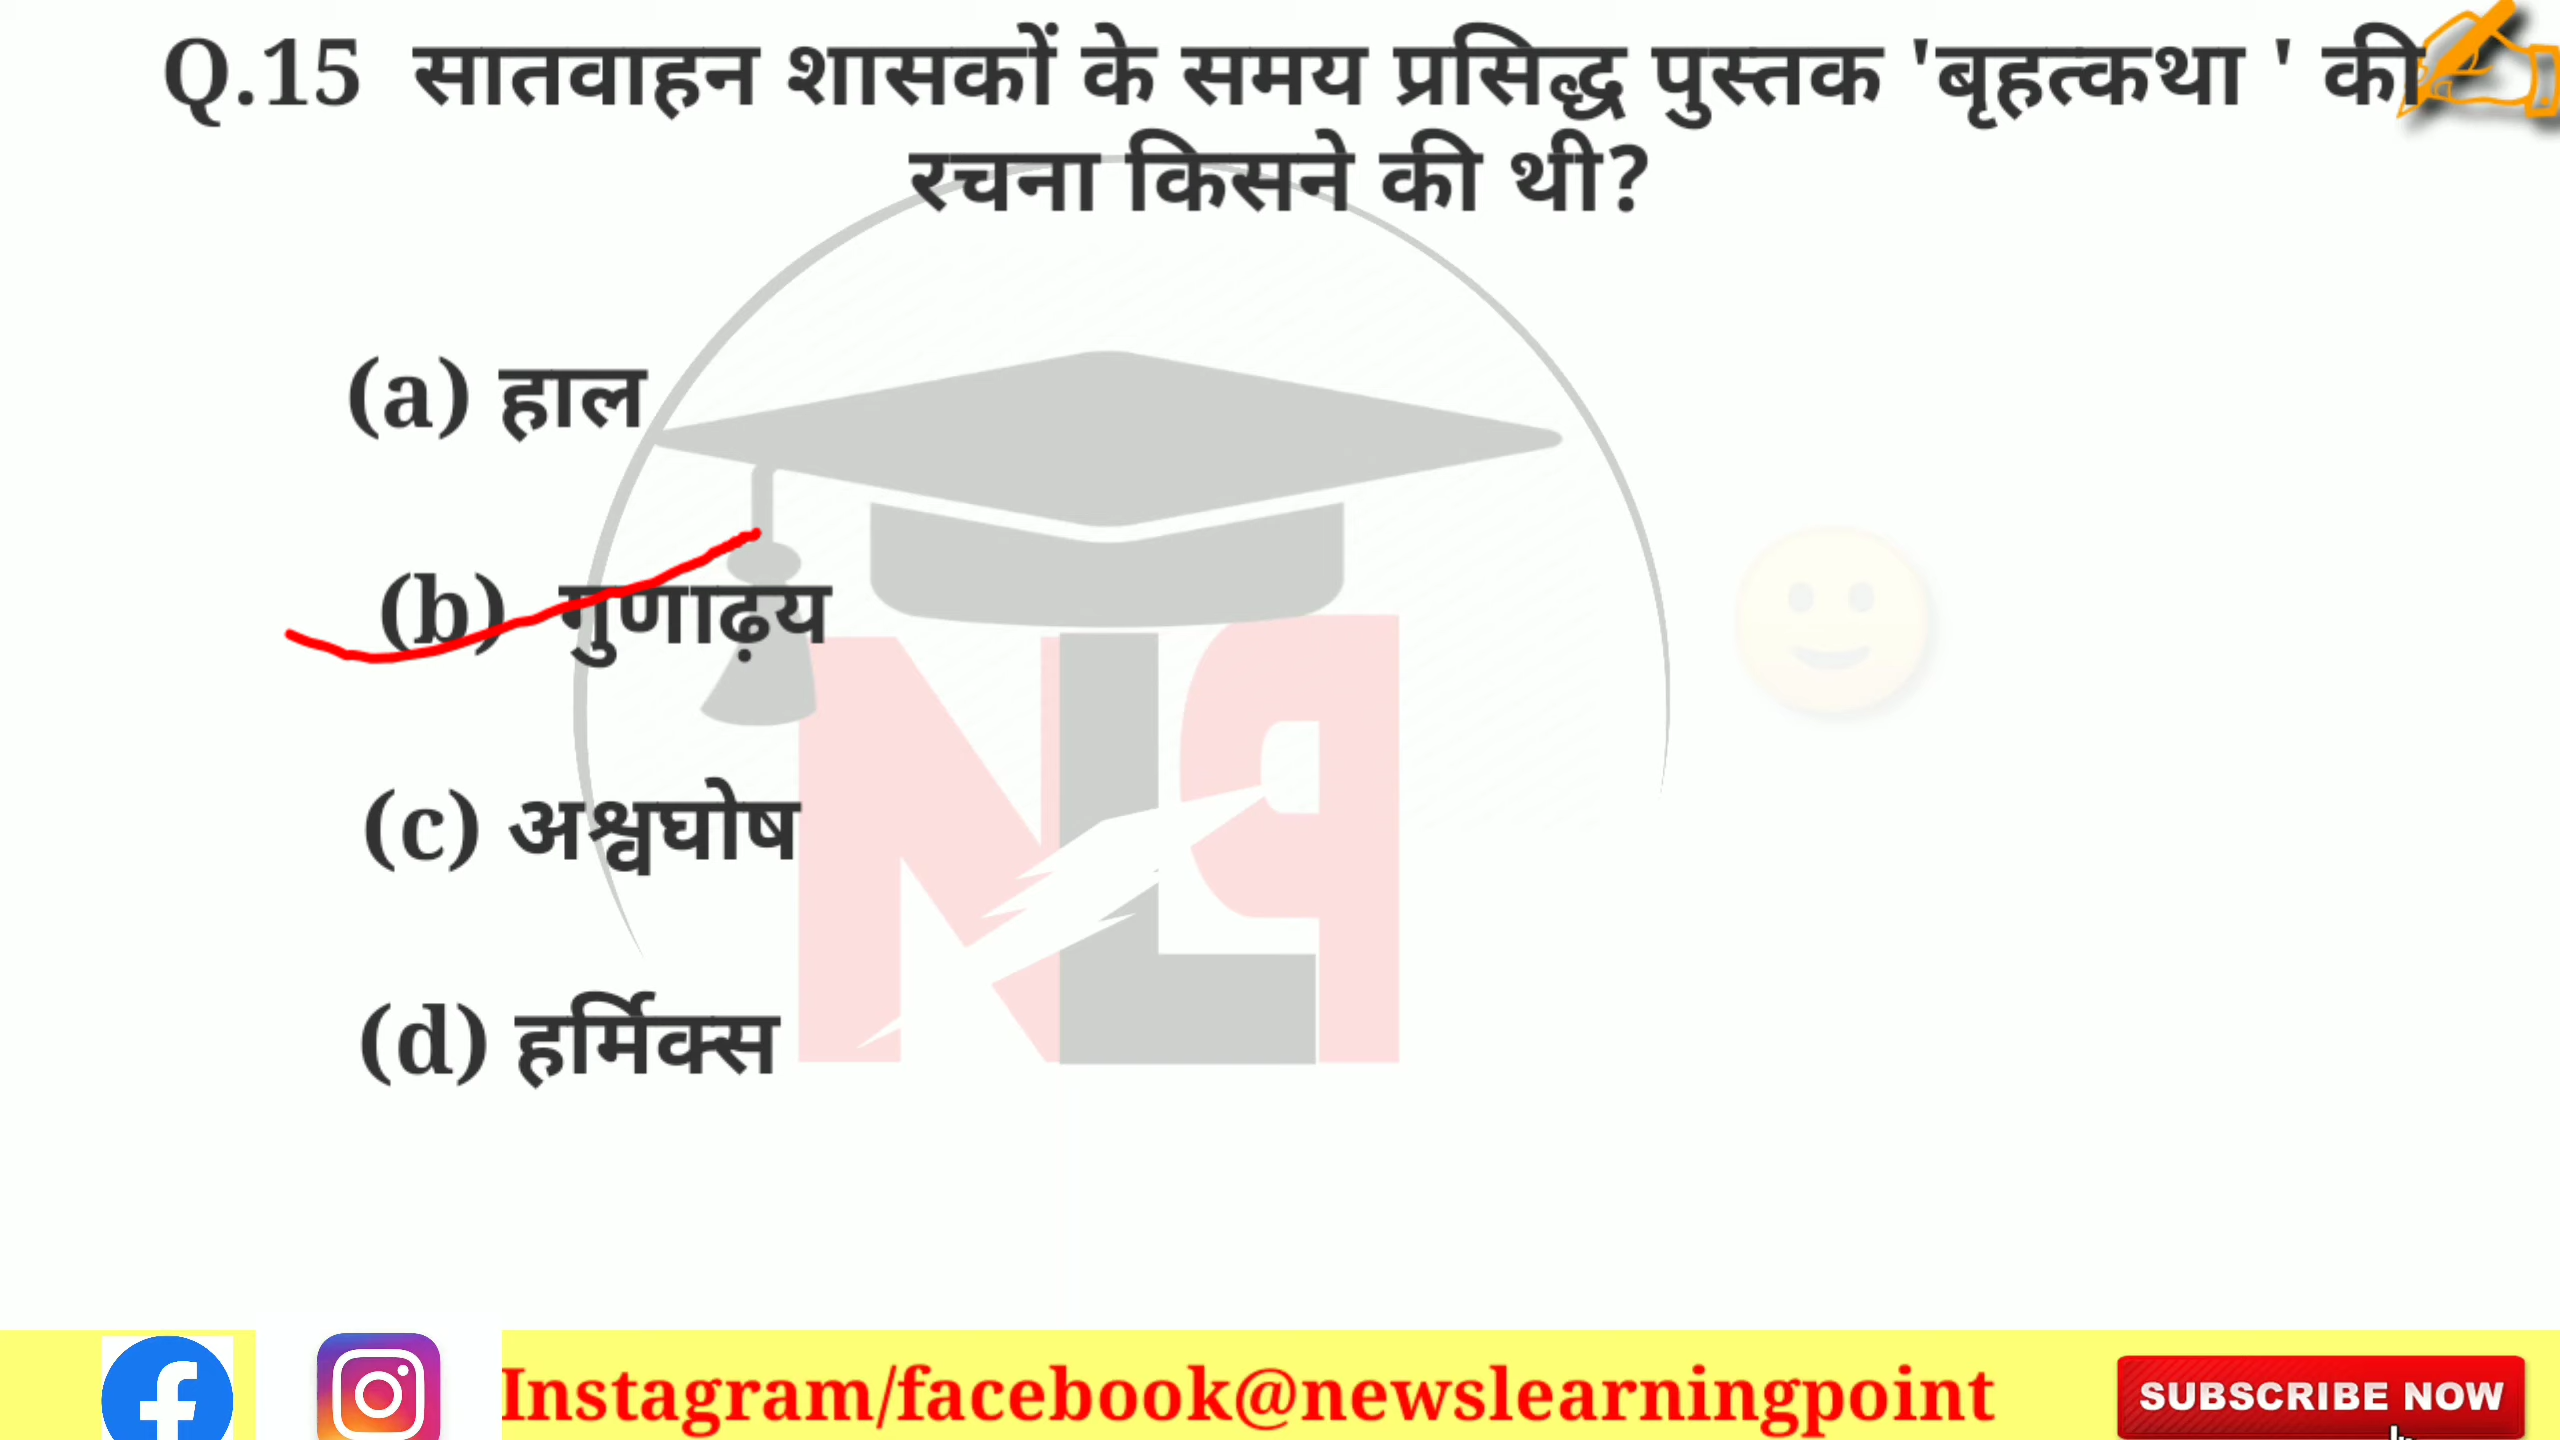 Q.15 सातवाहन शासकों के समय प्रसिद्ध पुस्तक 'बृहत्कथा ' की
रचना किसने की थी?
(a) हाल
(b) गुणाढ़य
(c) अश्वघोष
(d) हर्मिक्स
NLP
Instagram/facebook@newslearningpoint
SUBSCRIBE NOW